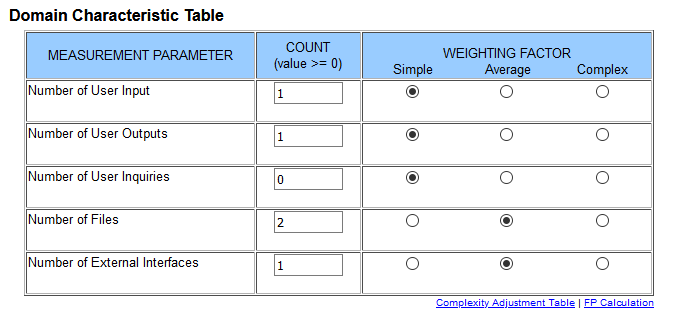 Domain Characteristic Table
MEASUREMENT PARAMETER
COUNT
(value >= 0)
WEIGHTING FACTOR
Simple Average Complex
Number of User Input 1
Number of User Outputs 1
Number of User Inquiries 0
Number of Files 2
Number of External Interfaces 1
Complexity Adjustment Table | FP Calculation